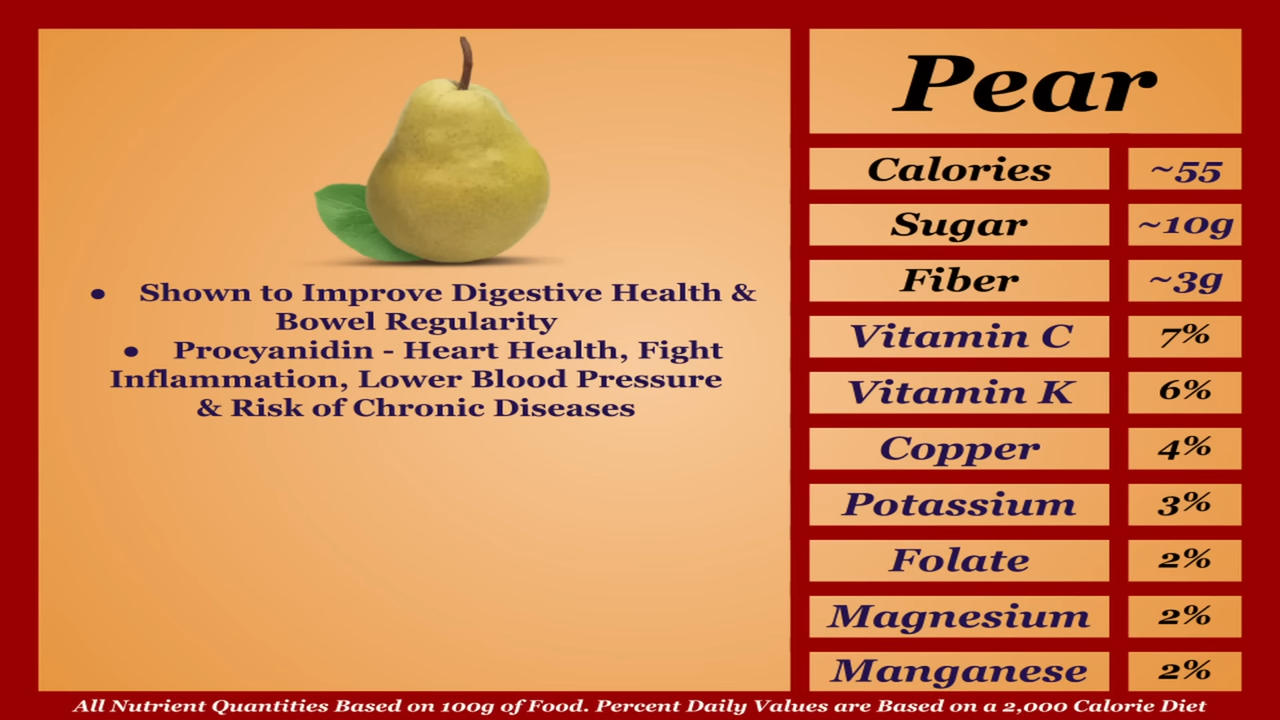 Pear
● Shown to Improve Digestive Health &
Bowel Regularity
● Procyanidin - Heart Health, Fight
Inflammation, Lower Blood Pressure
& Risk of Chronic Diseases
Calories ~55
Sugar ~10g
Fiber ~3g
Vitamin C 7%
Vitamin K 6%
Copper 4%
Potassium 3%
Folate 2%
Magnesium 2%
Manganese 2%
All Nutrient Quantities Based on 100g of Food. Percent Daily Values are Based on a 2,000 Calorie Diet